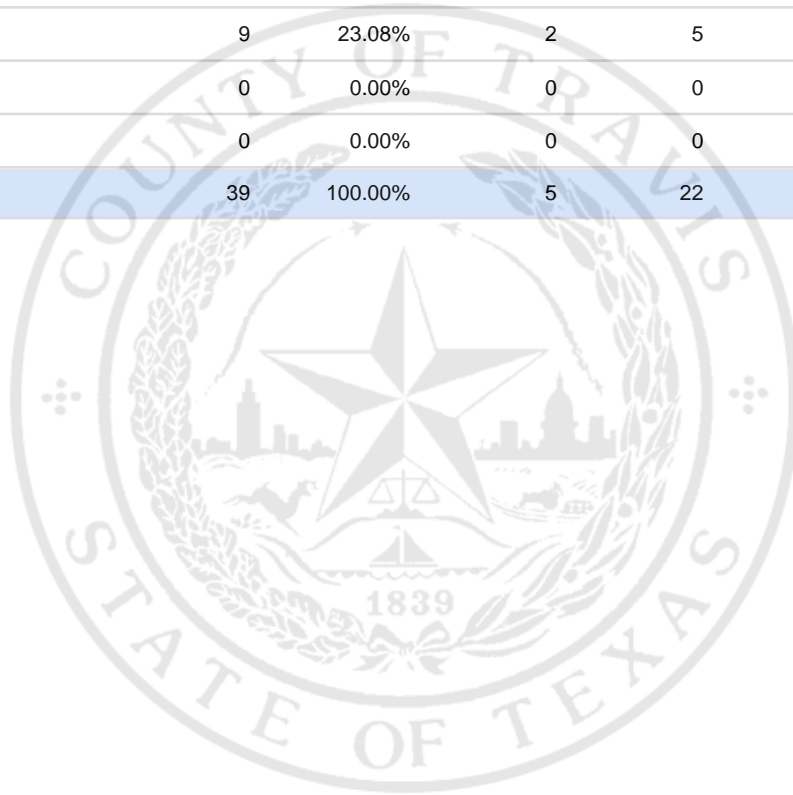 9 23.08% 2 5
0 0.00% 0 0
0 0.00% 0 0
39 100.00% 5 22
COUNTY OF TRAVIS
1839
STATE OF TEXAS